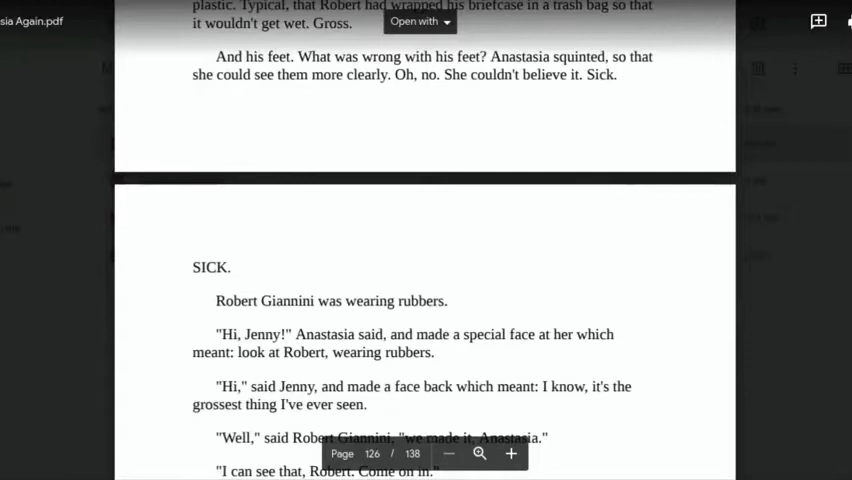 plastic. Typical, that Robert had wrapped his briefcase in a trash bag so that
sia Again.pdf
Open with
it wouldn't get wet. Gross.
And his feet. What was wrong with his feet? Anastasia squinted, so that
she could see them more clearly. Oh, no. She couldn't believe it. Sick.
SICK.
Robert Giannini was wearing rubbers.
"Hi, Jenny!" Anastasia said, and made a special face at her which
meant: look at Robert, wearing rubbers.
"Hi," said Jenny, and made a face back which meant: I know, it's the
grossest thing I've ever seen.
"Well," said Robert Giannini, "we made it, Anastasia."
Page 126 / 138
"I can see that, Robert. Come on in."